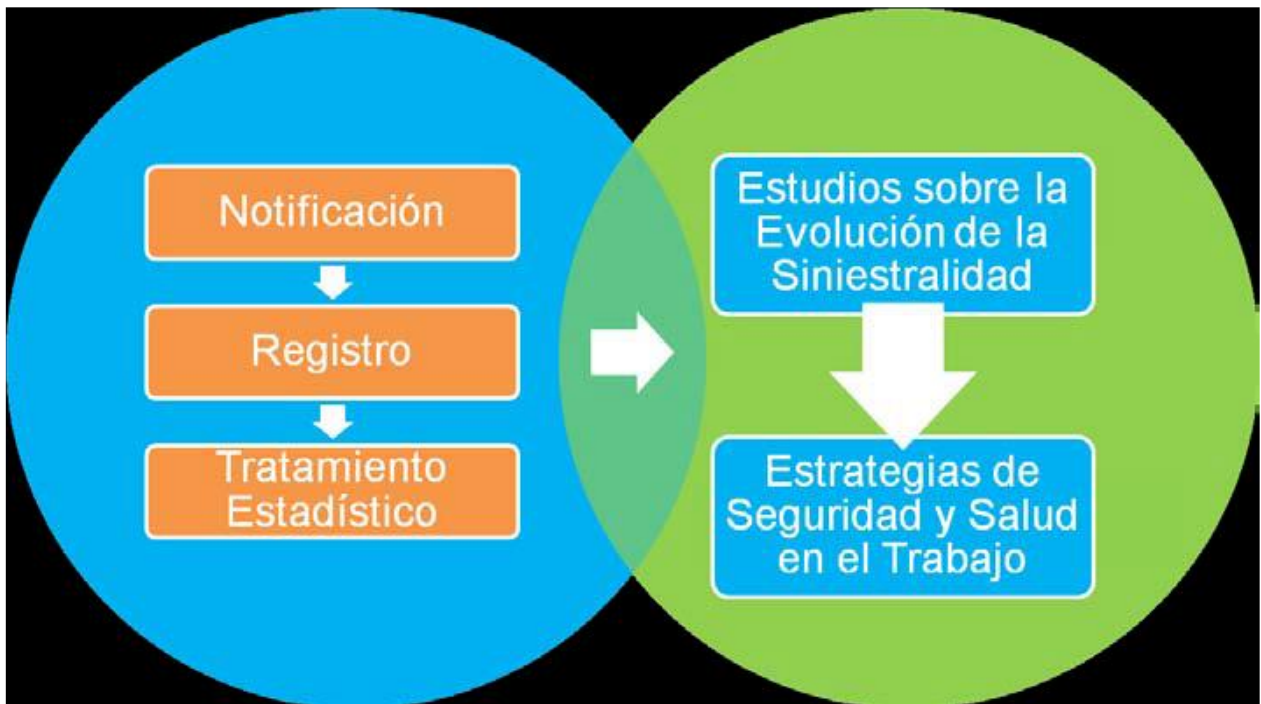 Notificación
Registro
Tratamiento
Estadístico
Estudios sobre la
Evolución de la
Siniestralidad
Estrategias de
Seguridad y Salud
en el Trabajo